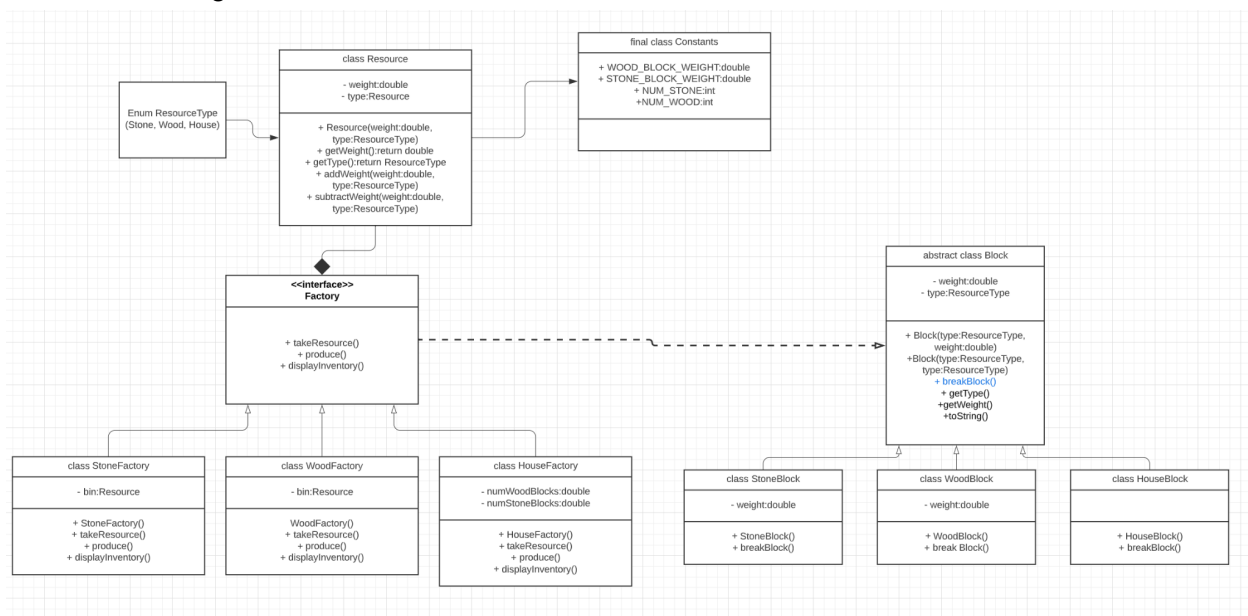 final class Constants
+ WOOD_BLOCK_WEIGHT:double
+ STONE_BLOCK_WEIGHT:double
+ NUM_STONE:int
+NUM_WOOD:int
class Resource
- weight:double
- type:Resource
+ Resource(weight:double,
type:ResourceType)
+ getWeight():return double
+ getType():return ResourceType
+ addWeight(weight:double,
type:ResourceType)
+ subtractWeight(weight:double,
type:ResourceType)
Enum ResourceType
(Stone, Wood, House)
<<interface>>
Factory
+ takeResource()
+ produce()
+ displayInventory()
abstract class Block
- weight:double
- type:ResourceType
+ Block(type:ResourceType,
weight:double)
+Block(type:ResourceType,
type:ResourceType)
+ breakBlock()
+ getType()
+getWeight()
+toString()
class StoneFactory
- bin:Resource
+ StoneFactory()
+ takeResource()
+ produce()
+ displayInventory()
class WoodFactory
- bin:Resource
WoodFactory()
+ takeResource()
+ produce()
+ displayInventory()
class HouseFactory
- numWoodBlocks:double
- numStoneBlocks:double
+ HouseFactory()
+ takeResource()
+ produce()
+ displayInventory()
class StoneBlock
- weight:double
+ StoneBlock()
+ breakBlock()
class WoodBlock
- weight:double
+ WoodBlock()
+ break Block()
class HouseBlock
+ HouseBlock()
+ breakBlock()